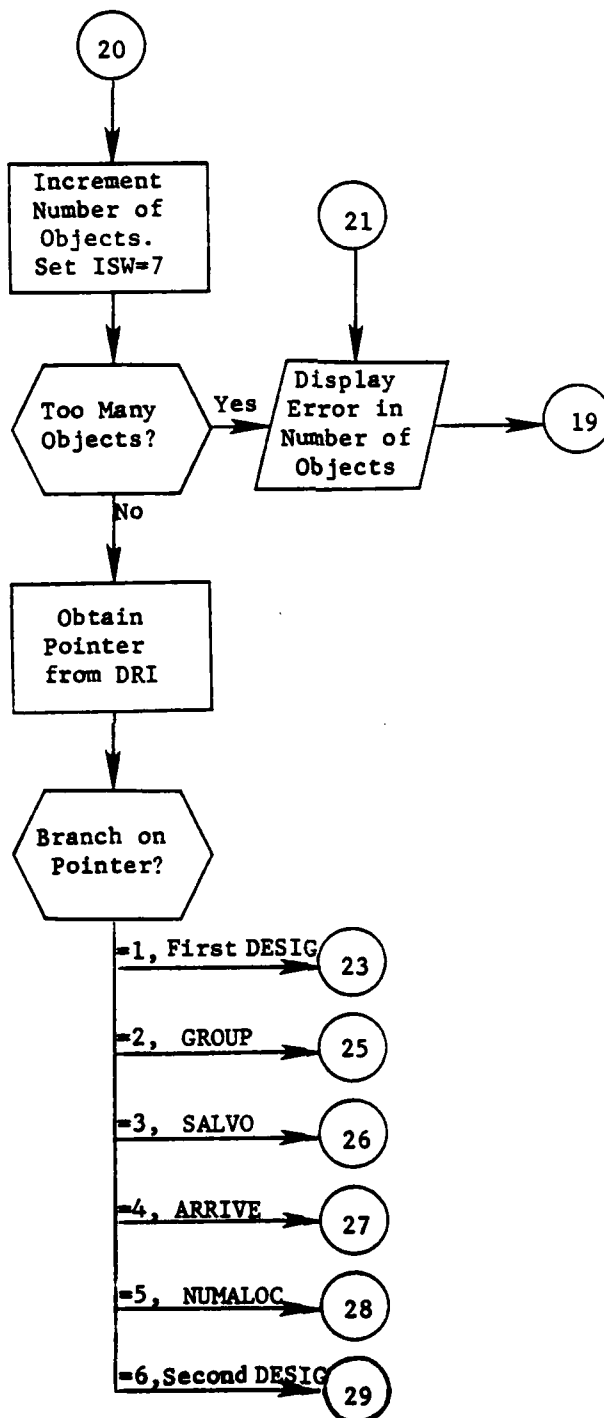 20
Increment
Number of
Objects.
Set ISW=7
21
Too Many
Objects?
Yes
Display
Error in
Number of
Objects
19
No
Obtain
Pointer
from DRI
Branch on
Pointer?
=1, First DESIG
23
=2, GROUP
25
=3, SALVO
26
=4, ARRIVE
27
=5, NUMALOC
28
=6,Second DESIG
29